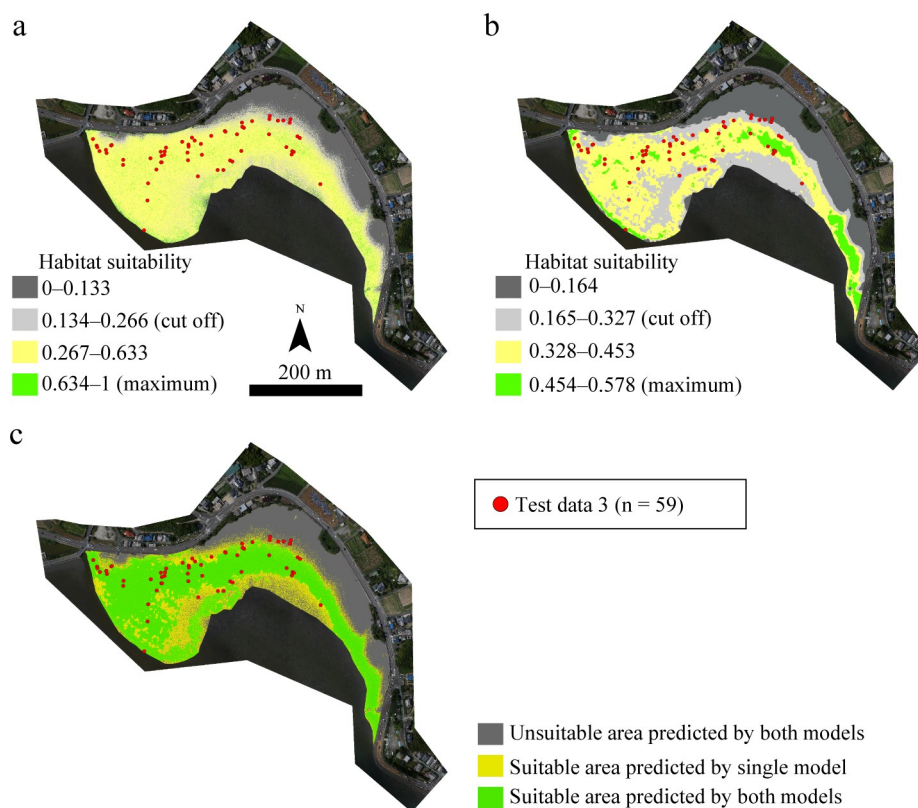 a
b
Habitat suitability
0–0.133
0.134–0.266 (cut off)
0.267–0.633
0.634–1 (maximum)
N
200 m
Habitat suitability
0–0.164
0.165–0.327 (cut off)
0.328–0.453
0.454–0.578 (maximum)
c
Test data 3 (n = 59)
Unsuitable area predicted by both models
Suitable area predicted by single model
Suitable area predicted by both models